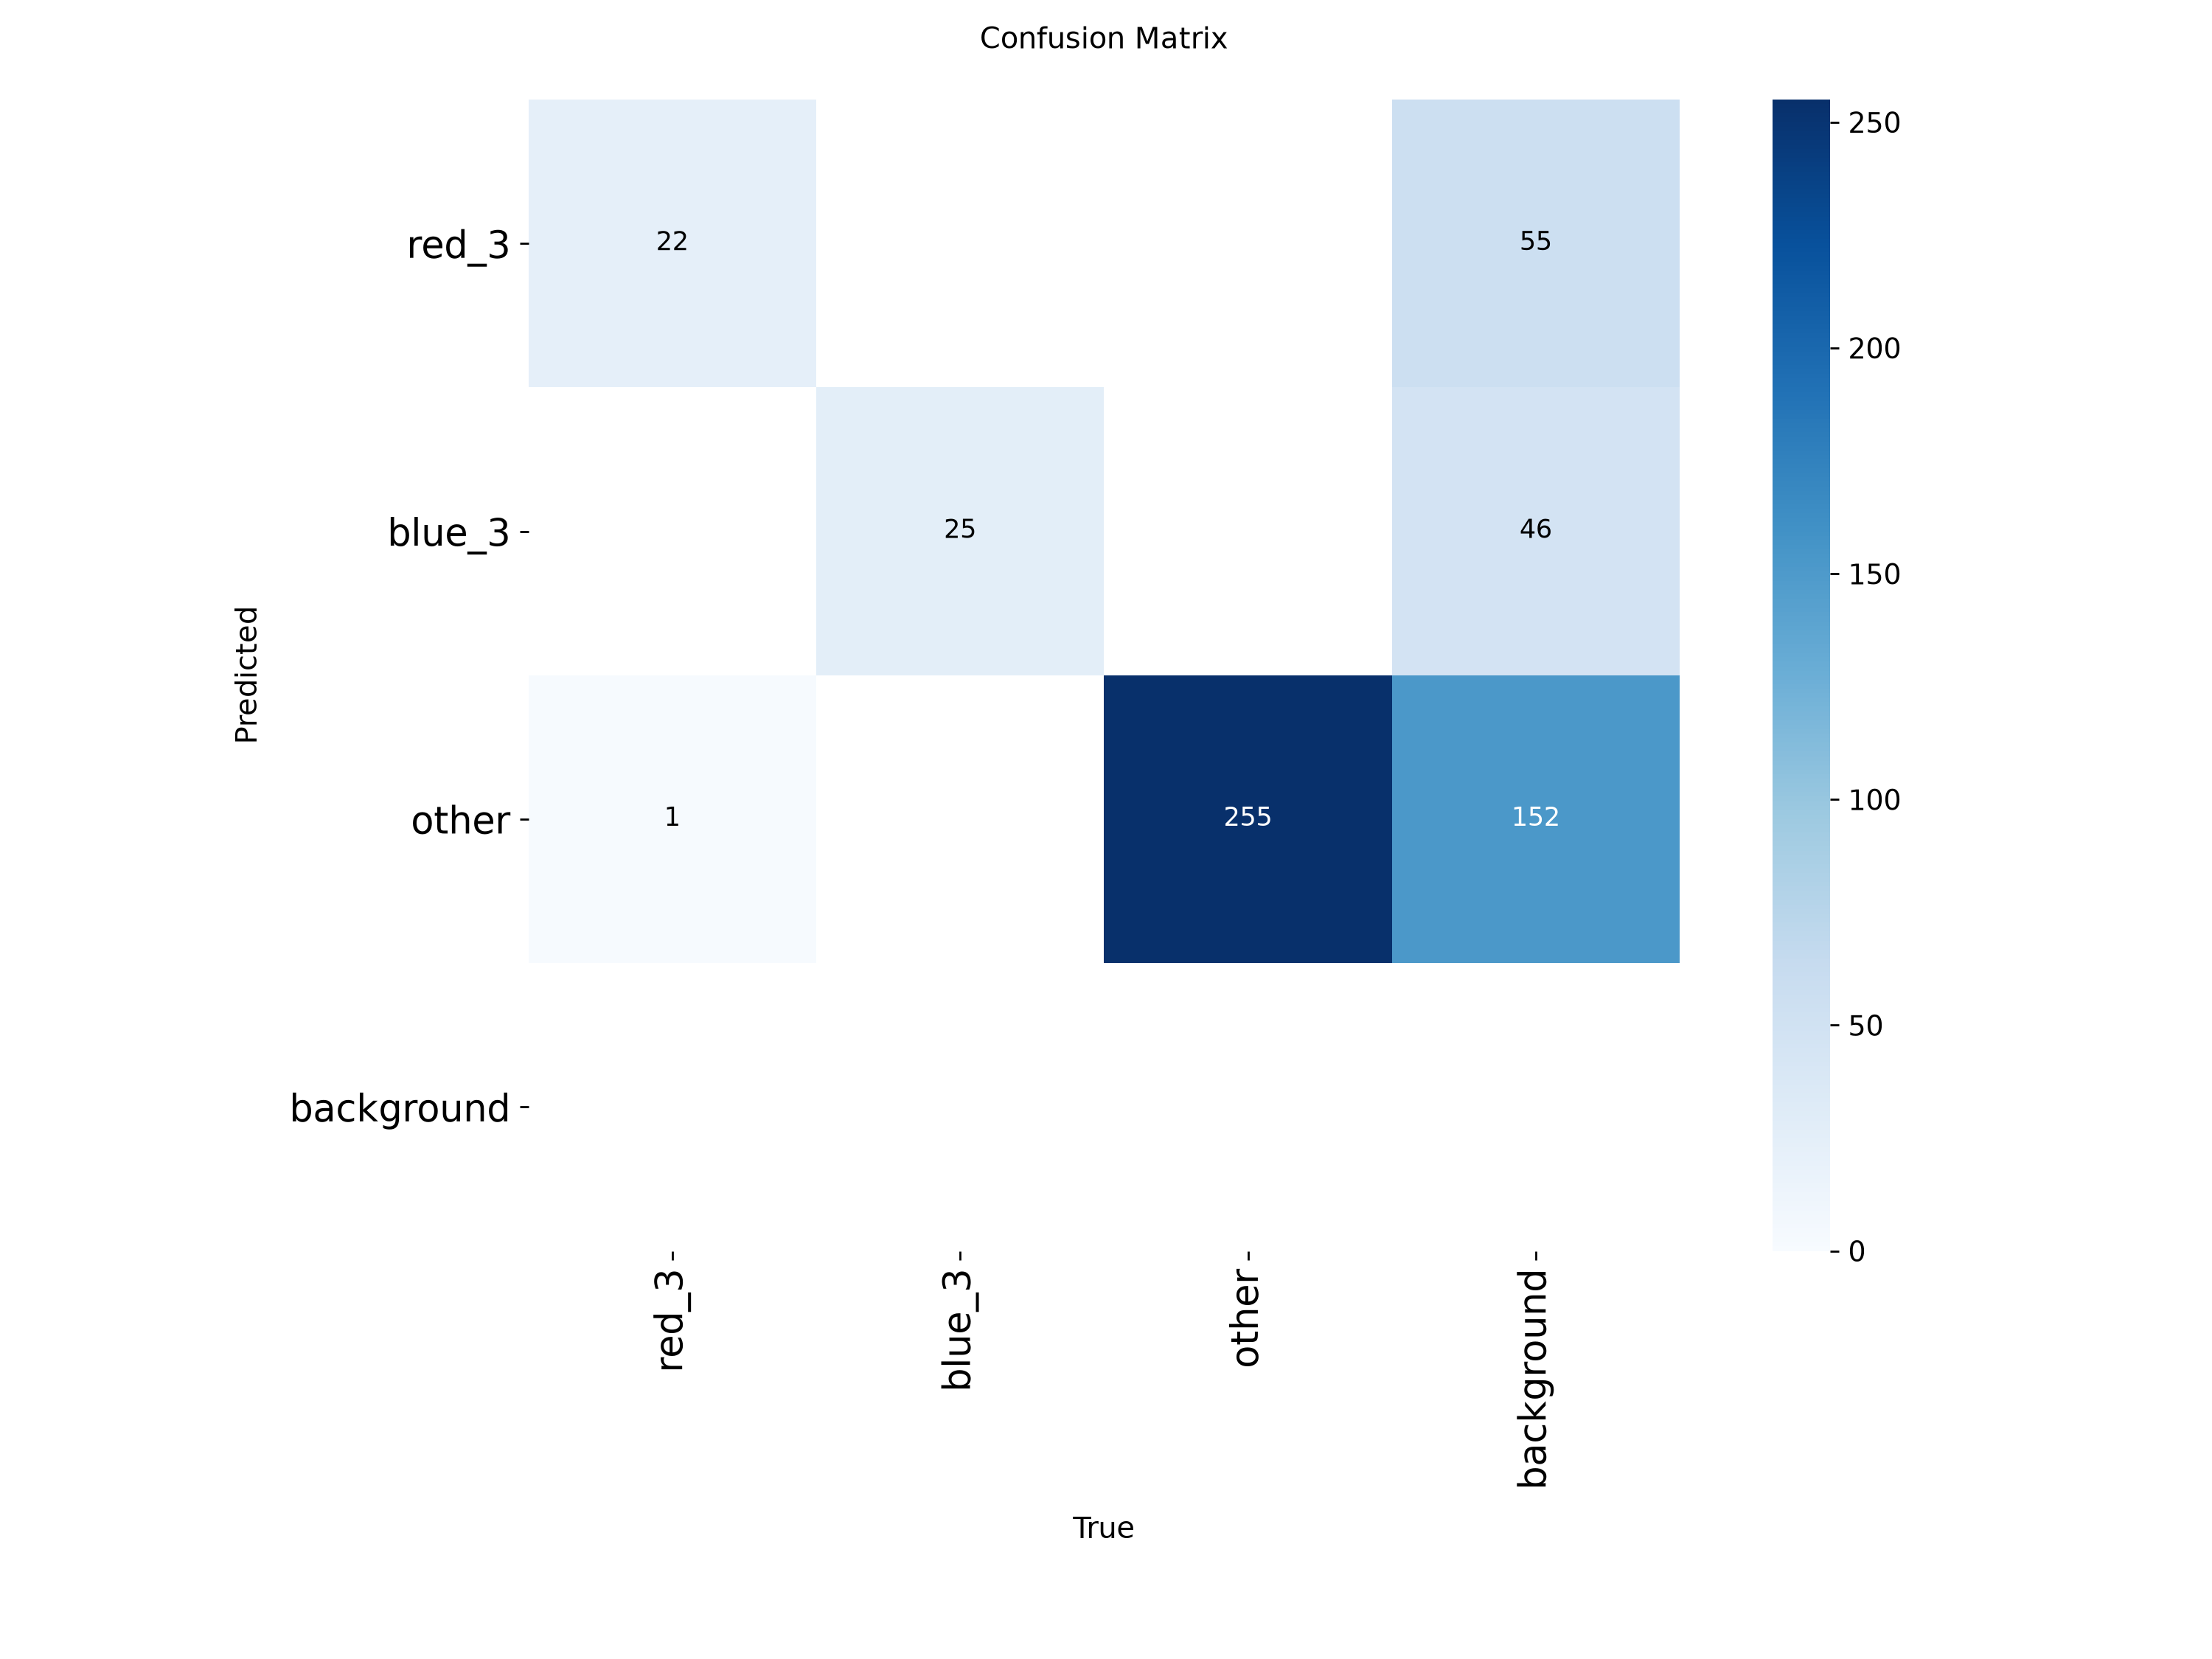 Confusion Matrix
red_3
22
55
blue_3
25
46
other
1
255
152
background
Predicted
red_3
blue_3
other
background
True
250
200
150
100
50
0